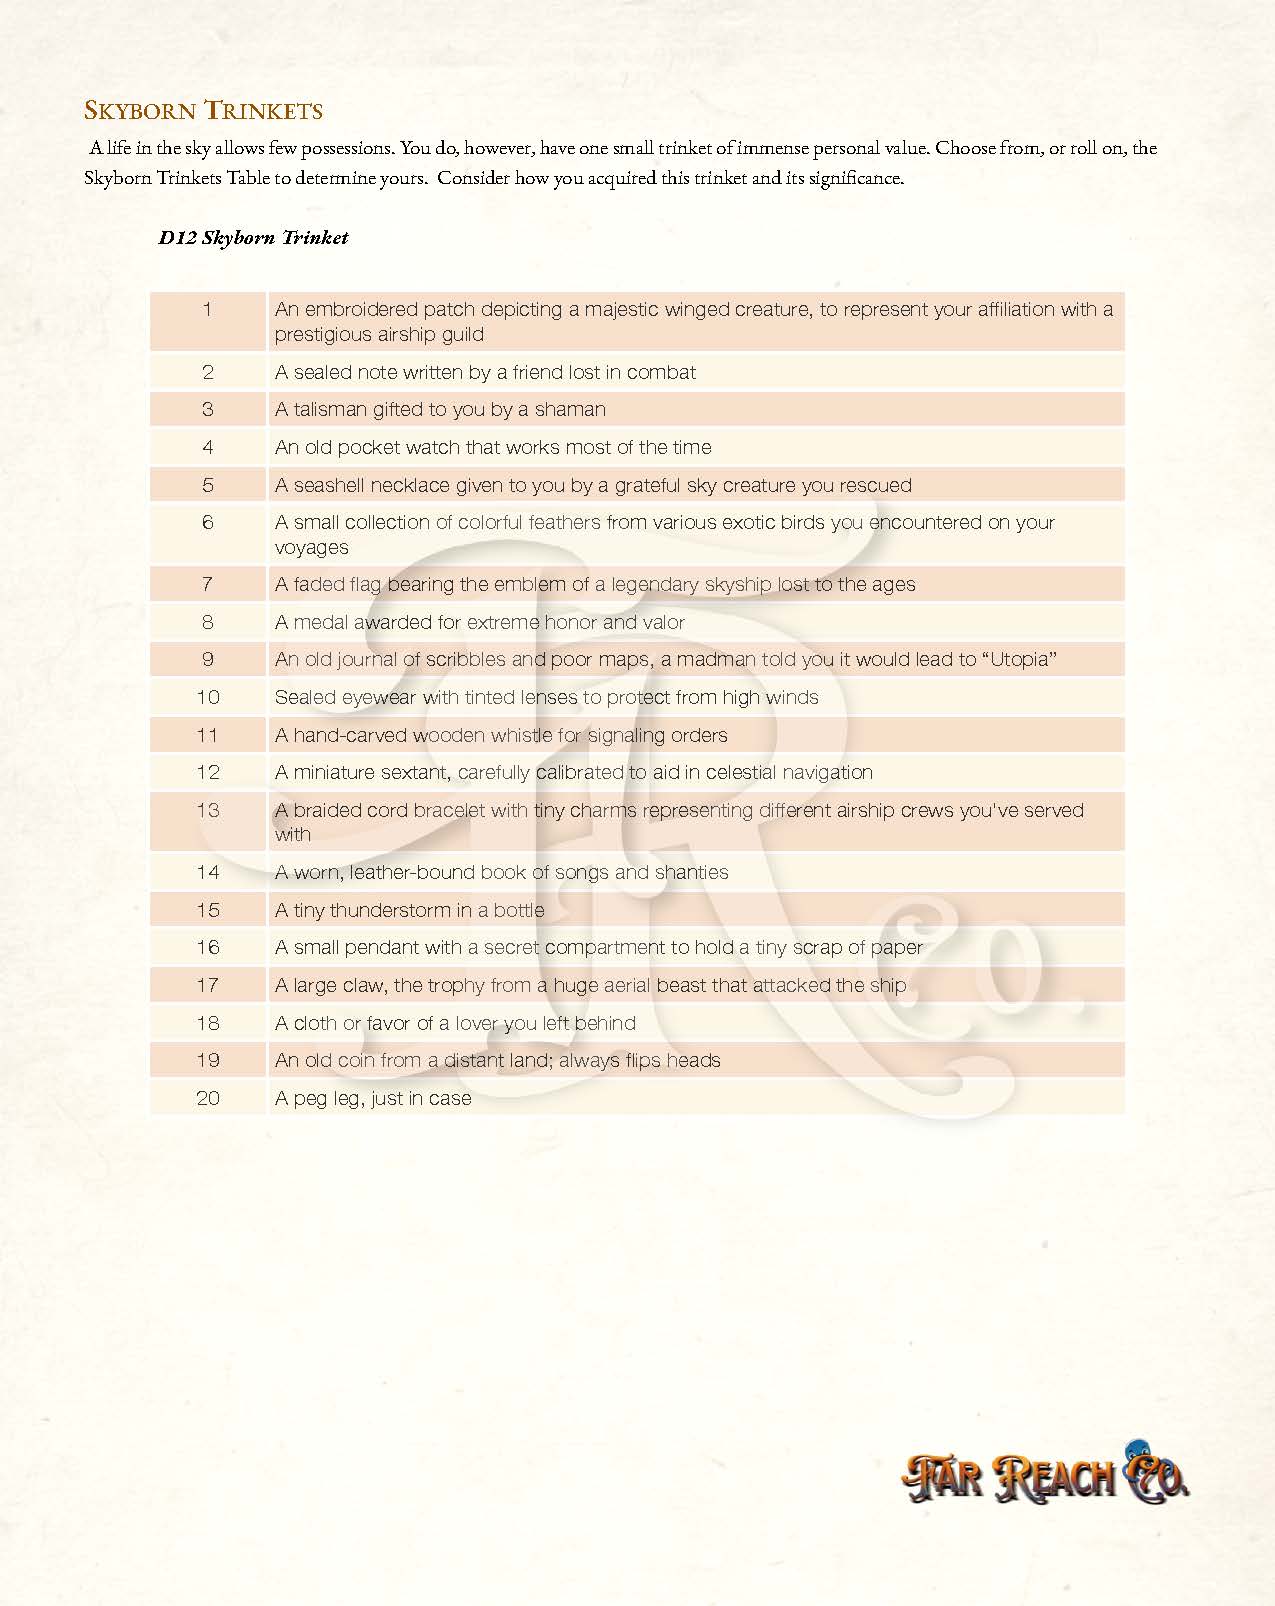 SKYBORN TRINKETS
A life in the sky allows few possessions. You do, however, have one small trinket of immense personal value. Choose from, or roll on, the
Skyborn Trinkets Table to determine yours. Consider how you acquired this trinket and its significance.
D12 Skyborn Trinket
1 An embroidered patch depicting a majestic winged creature, to represent your affiliation with a
prestigious airship guild
2 A sealed note written by a friend lost in combat
3 A talisman gifted to you by a shaman
4 An old pocket watch that works most of the time
5 A seashell necklace given to you by a grateful sky creature you rescued
6 A small collection of colorful feathers from various exotic birds you encountered on your
voyages
7 A faded flag bearing the emblem of a legendary skyship lost to the ages
8 A medal awarded for extreme honor and valor
9 An old journal of scribbles and poor maps, a madman told you it would lead to “Utopia”
10 Sealed eyewear with tinted lenses to protect from high winds
11 A hand-carved wooden whistle for signaling orders
12 A miniature sextant, carefully calibrated to aid in celestial navigation
13 A braided cord bracelet with tiny charms representing different airship crews you've served
with
14 A worn, leather-bound book of songs and shanties
15 A tiny thunderstorm in a bottle
16 A small pendant with a secret compartment to hold a tiny scrap of paper
17 A large claw, the trophy from a huge aerial beast that attacked the ship
18 A cloth or favor of a lover you left behind
19 An old coin from a distant land; always flips heads
20 A peg leg, just in case
FR Co.
FAR REACH CO.